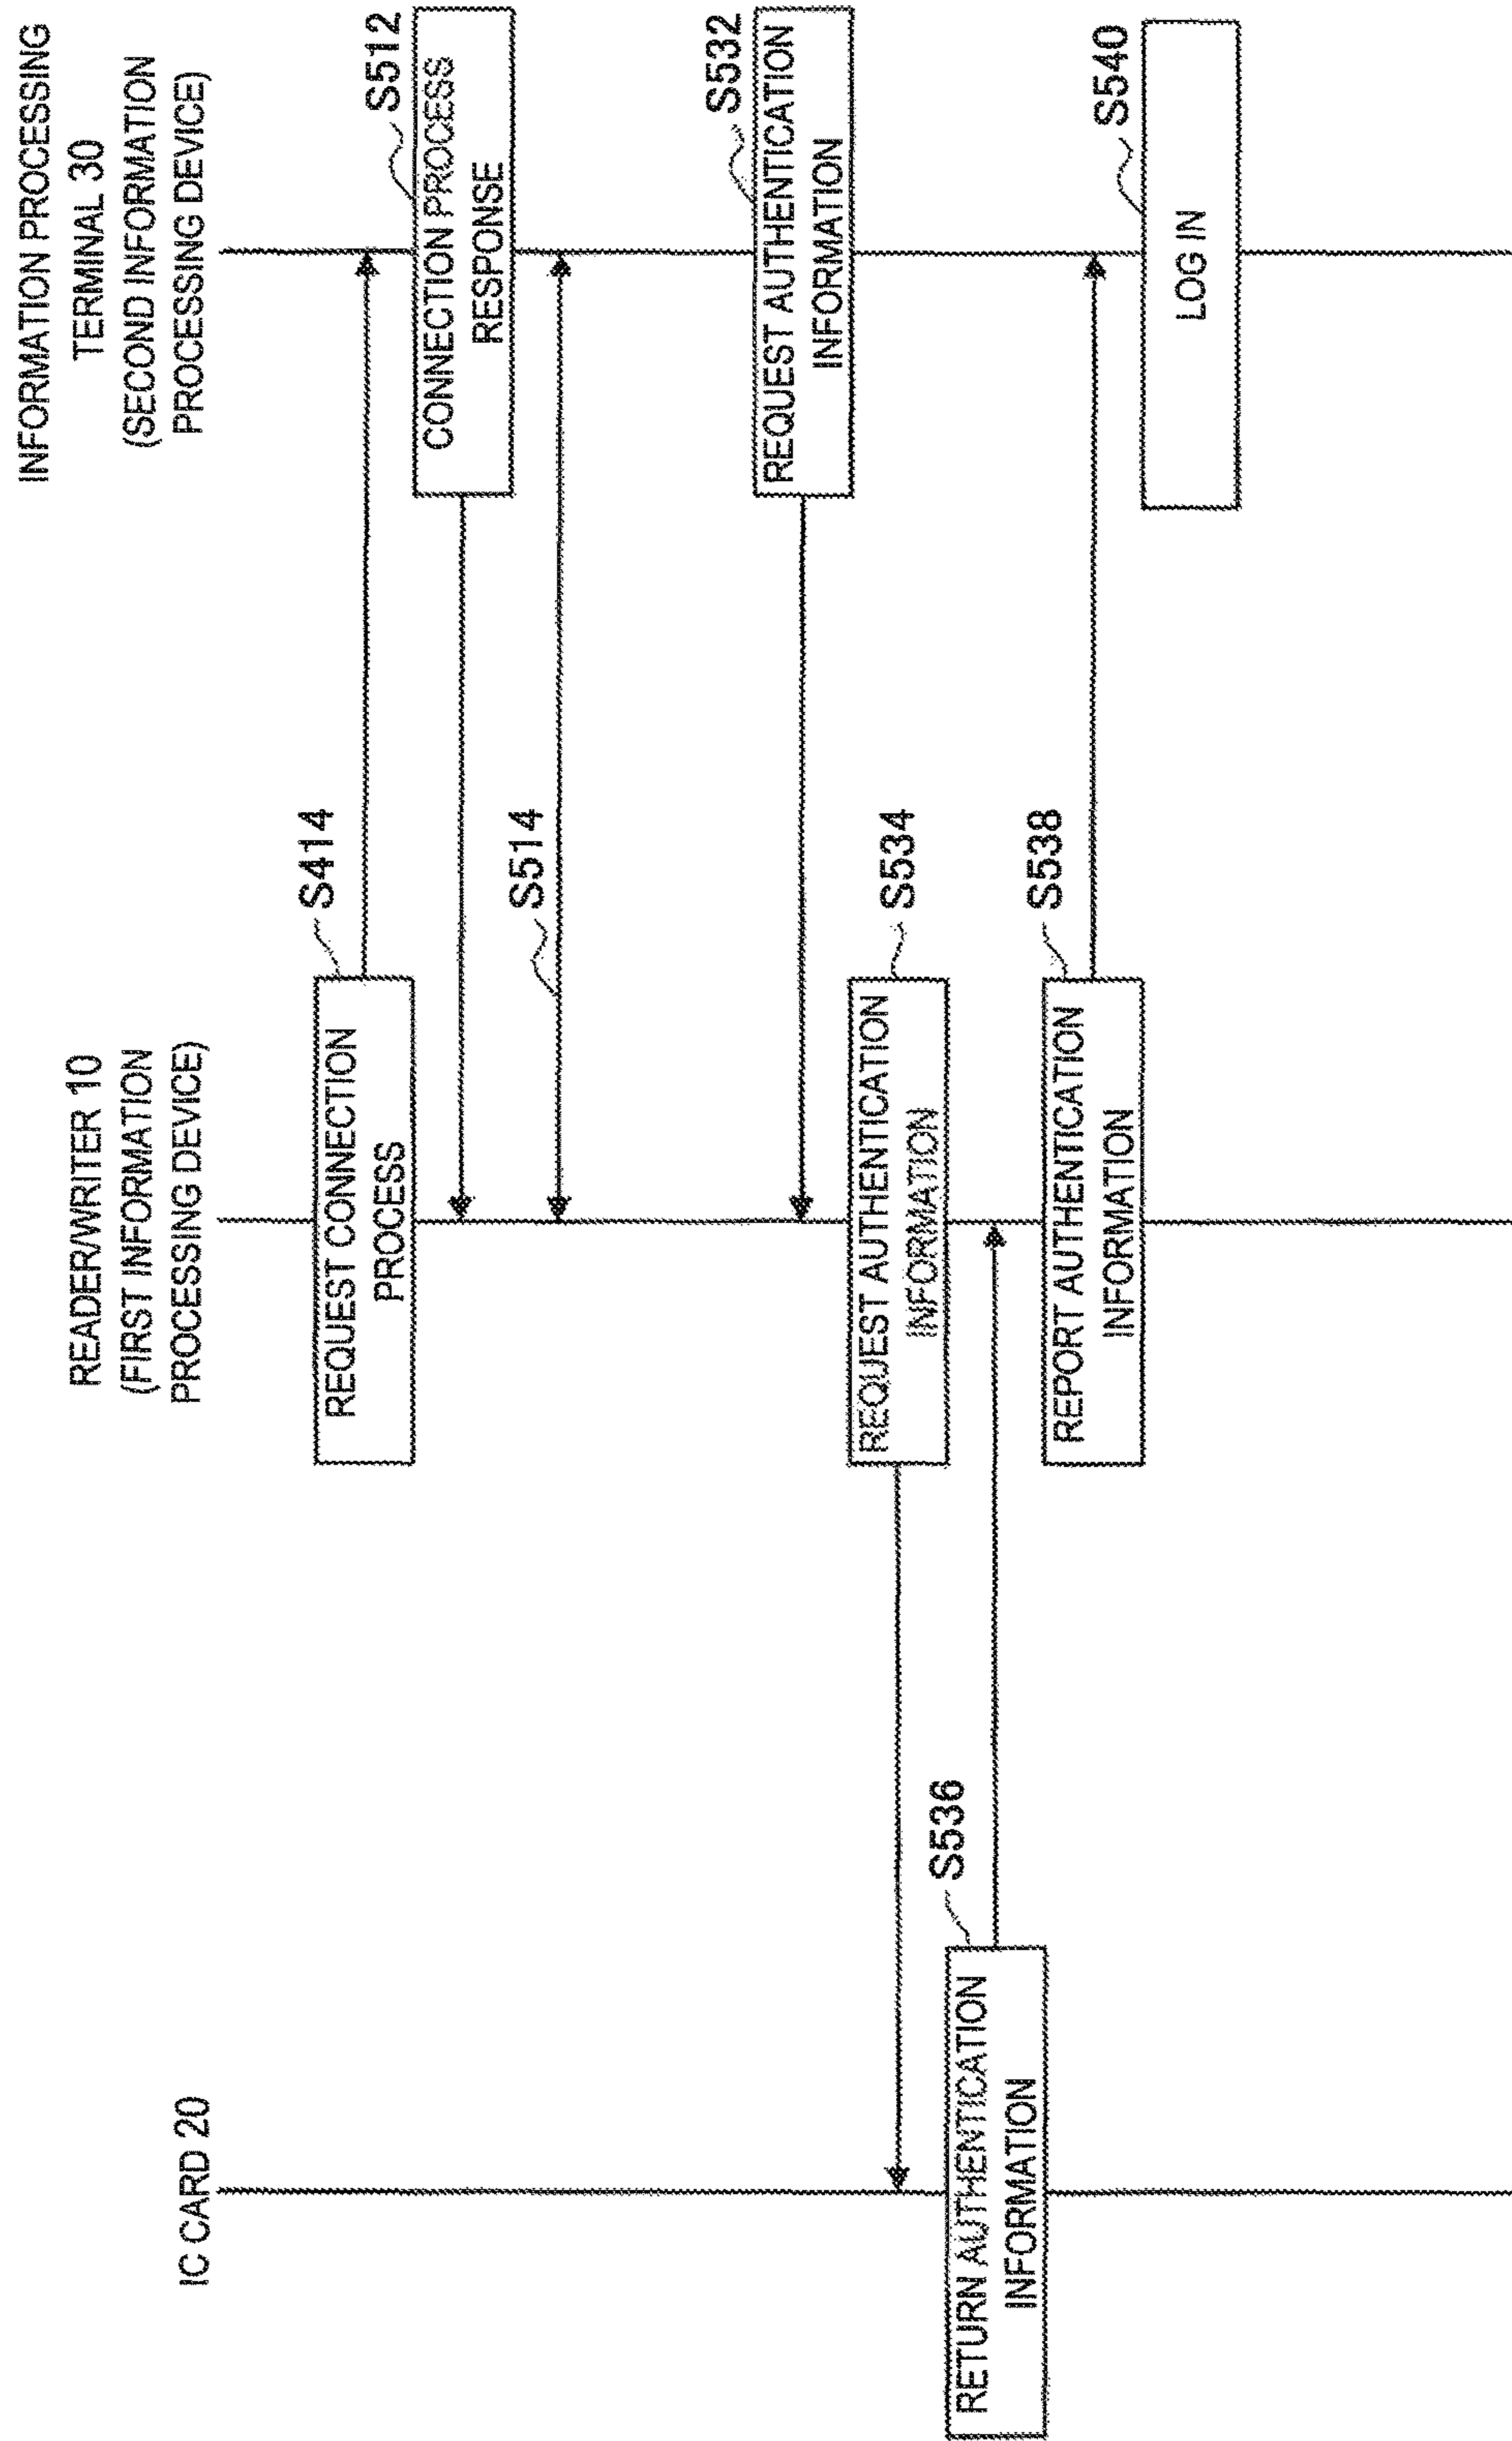 IC CARD 20
READER/WRITER 10
(FIRST INFORMATION
PROCESSING DEVICE)
INFORMATION PROCESSING
TERMINAL 30
(SECOND INFORMATION
PROCESSING DEVICE)
S414
REQUEST CONNECTION
PROCESS
S512
CONNECTION PROCESS
RESPONSE
S514
S532
REQUEST AUTHENTICATION
INFORMATION
S534
REQUEST AUTHENTICATION
INFORMATION
S536
RETURN AUTHENTICATION
INFORMATION
S538
REPORT AUTHENTICATION
INFORMATION
S540
LOG IN